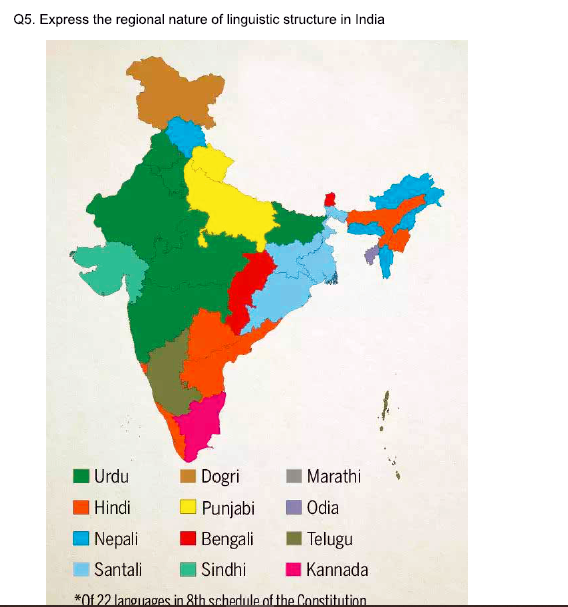 Q5. Express the regional nature of linguistic structure in India
Urdu Dogri Marathi
Hindi Punjabi Odia
Nepali Bengali Telugu
Santali Sindhi Kannada
*Of 22 languages in 8th schedule of the Constitution